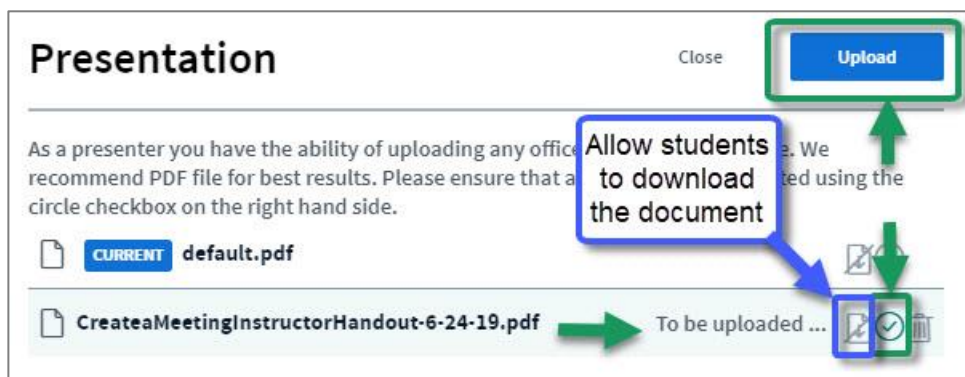 Presentation
Close
Upload
As a presenter you have the ability of uploading any office e. We
recommend PDF file for best results. Please ensure that a ted using the
circle checkbox on the right hand side.
Allow students
to download
the document
CURRENT default.pdf
CreateaMeetingInstructorHandout-6-24-19.pdf
To be uploaded ...